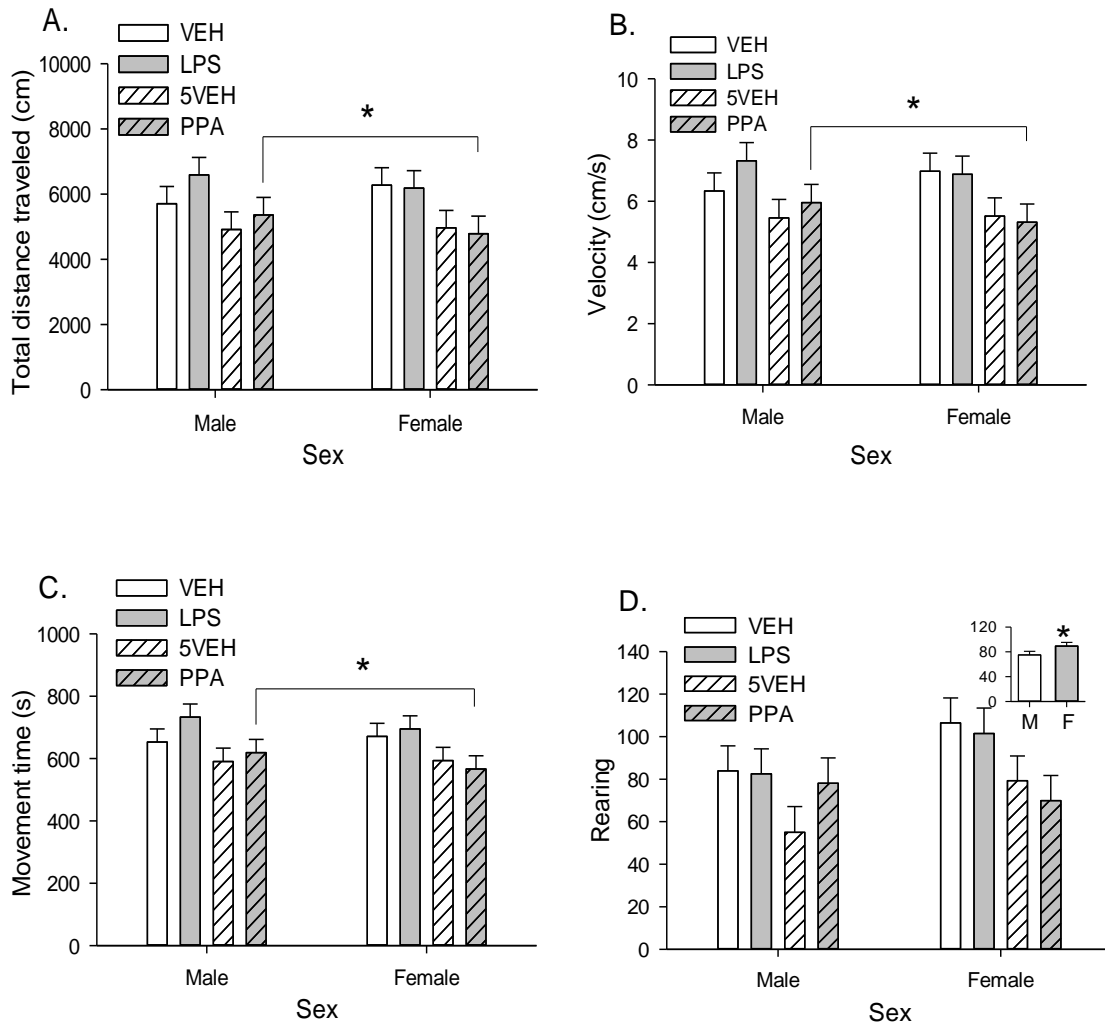 A.
VEH
LPS
5VEH
PPA
*
10000
8000
6000
4000
2000
0
Total distance traveled (cm)
Male Female
Sex
B.
VEH
LPS
5VEH
PPA
*
10
8
6
4
2
0
Velocity (cm/s)
Male Female
Sex
C.
VEH
LPS
5VEH
PPA
*
1000
800
600
400
200
0
Movement time (s)
Male Female
Sex
D.
VEH
LPS
5VEH
PPA
140
120
100
80
60
40
20
0
Rearing
Male Female
Sex
120
80
40
0
*
M F